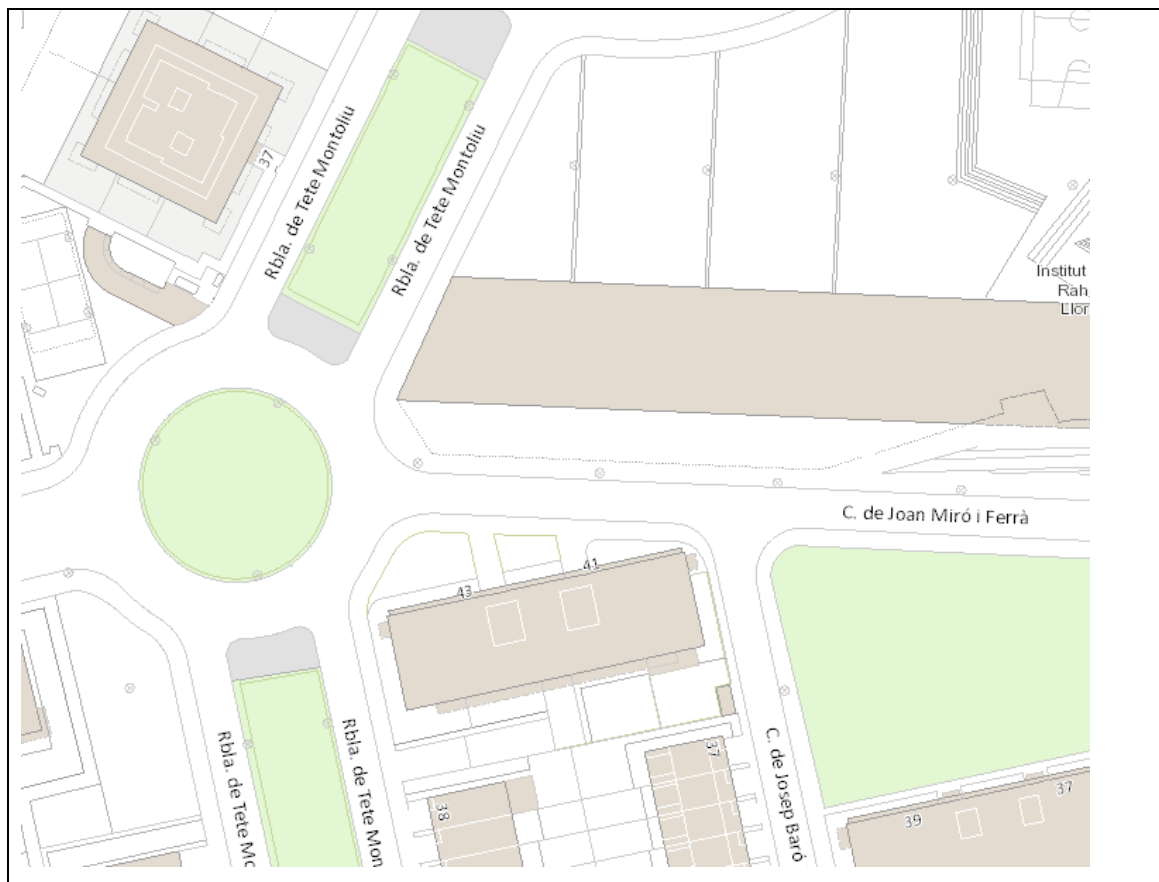 37
Rbla. de Tete Montoliu
Rbla. de Tete Montoliu
Institut
Rah
Llor
C. de Joan Miró i Ferrà
41
43
37
38
C. de Josep Baró
Rbla. de Tete Mo
Rbla. de Tete Mon
37
39